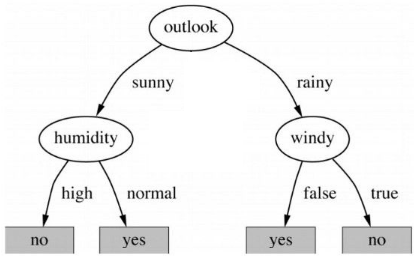 outlook
sunny rainy
humidity windy
high normal false true
no yes yes no